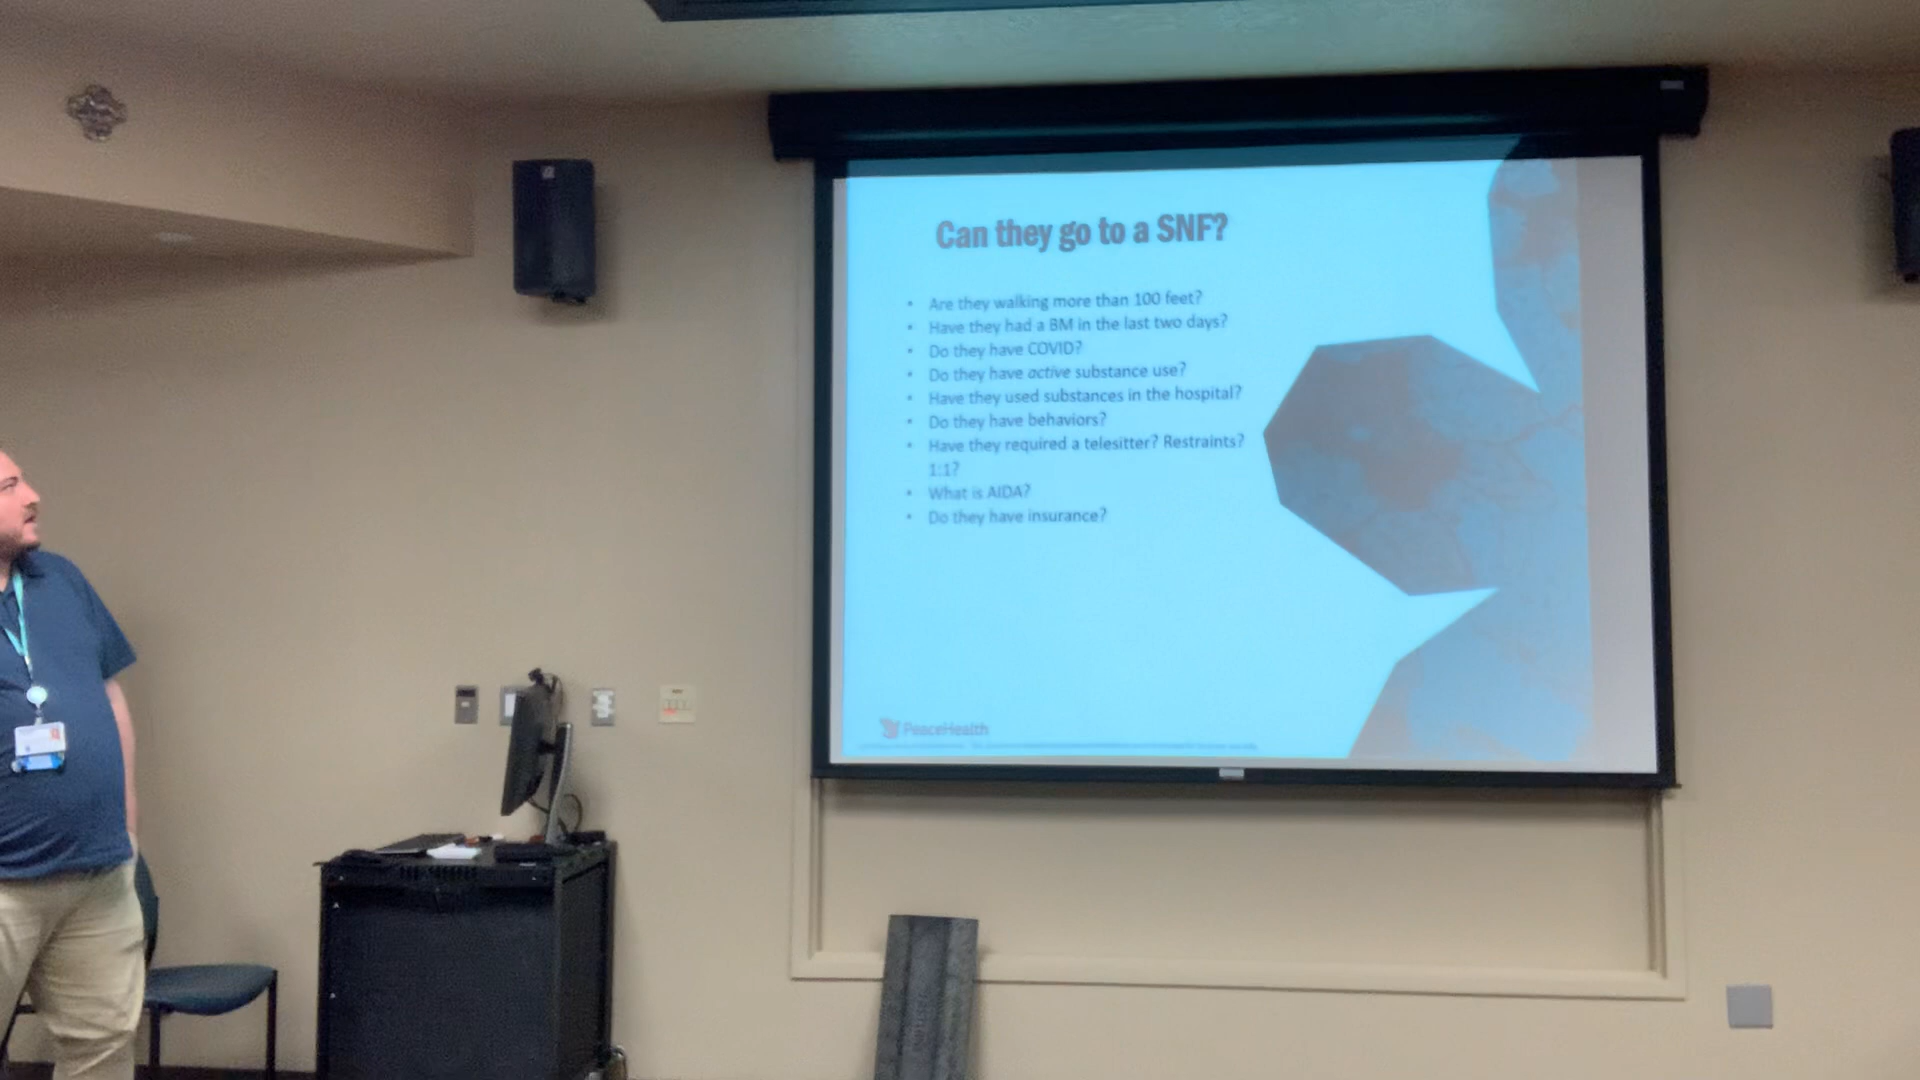 Can they go to a SNF?
• Are they walking more than 100 feet?
• Have they had a BM in the last two days?
• Do they have COVID?
• Do they have active substance use?
• Have they used substances in the hospital?
• Do they have behaviors?
• Have they required a telesitter? Restraints?
1:1?
• What is AIDA?
• Do they have insurance?
PeaceHealth